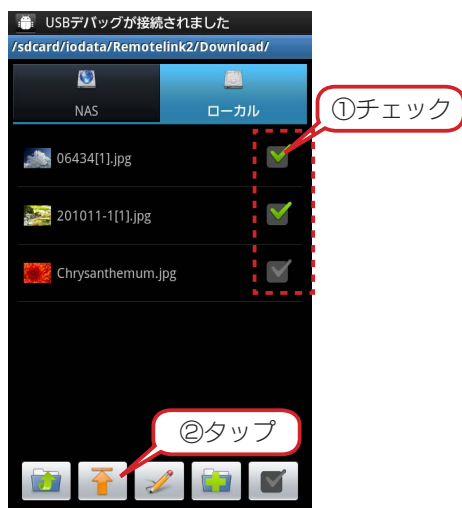 USBデバッグが接続されました
/sdcard/iodata/Remotelink2/Download/
NAS
ローカル
①チェック
06434[1].jpg
201011-1[1].jpg
Chrysanthemum.jpg
②タップ